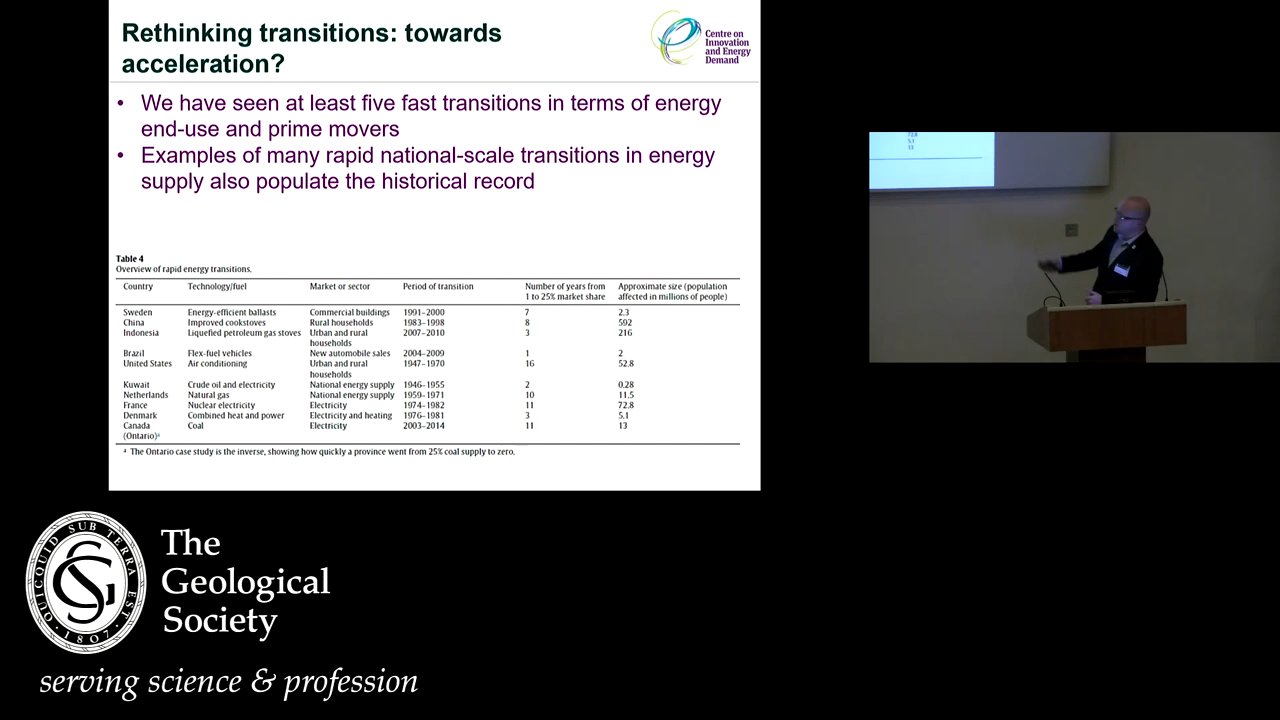 Rethinking transitions: towards
acceleration?
Centre on
Innovation
and Energy
Demand
• We have seen at least five fast transitions in terms of energy
end-use and prime movers
• Examples of many rapid national-scale transitions in energy
supply also populate the historical record
Table 4
Overview of rapid energy transitions.
Country Technology/fuel Market or sector Period of transition Number of years from Approximate size (population
1 to 25% market share affected in millions of people)
Sweden Energy-efficient ballasts Commercial buildings 1991–2000 7 2.3
China Improved cookstoves Rural households 1983–1998 8 592
Indonesia Liquefied petroleum gas stoves Urban and rural 2007–2010 3 216
households
Brazil Flex-fuel vehicles New automobile sales 2004–2009 1 2
United States Air conditioning Urban and rural 1947–1970 16 52.8
households
Kuwait Crude oil and electricity National energy supply 1946–1955 2 0.28
Netherlands Natural gas National energy supply 1959–1971 10 11.5
France Nuclear electricity Electricity 1974–1982 11 72.8
Denmark Combined heat and power Electricity and heating 1976–1981 3 5.1
Canada Coal Electricity 2003–2014 11 13
(Ontario)ᵃ
ᵃ The Ontario case study is the inverse, showing how quickly a province went from 25% coal supply to zero.
72.8
5.1
13
QUICQUID SUB TERRA EST
1807
The
Geological
Society
serving science & profession